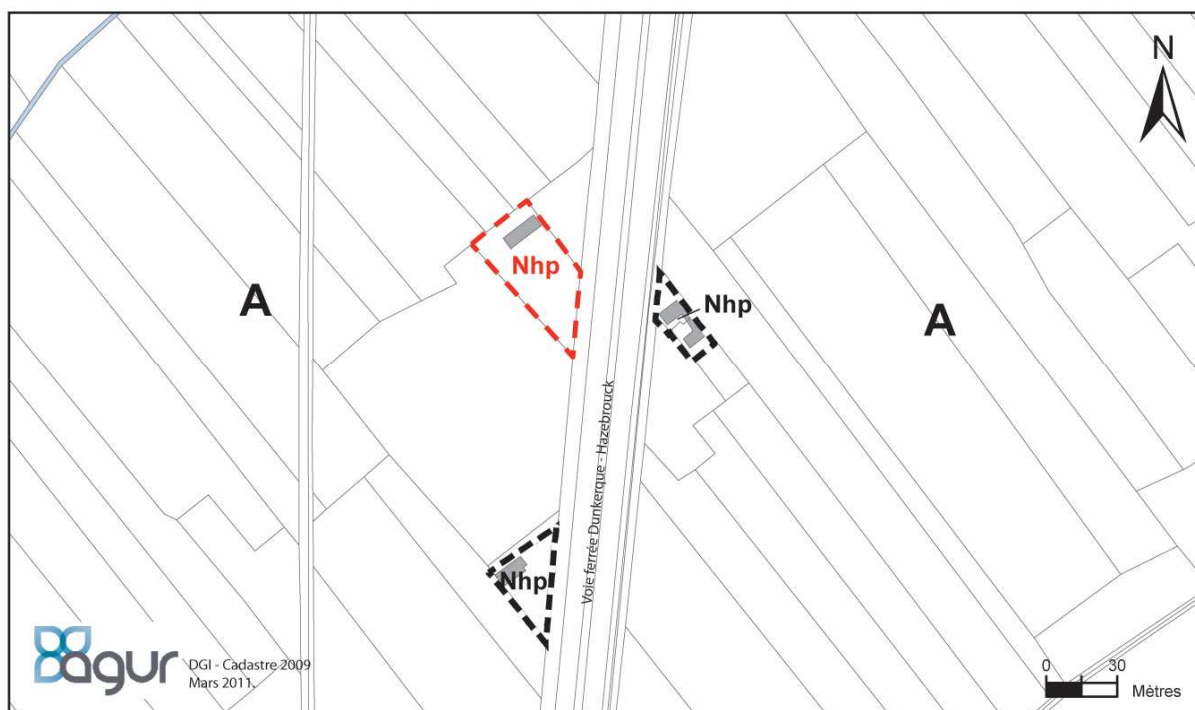 N
Nhp
A
Nhp
A
Voie ferrée Dunkerque - Hazebrouck
Nhp
agur
DGI - Cadastre 2009
Mars 2011.
0 30
Mètres